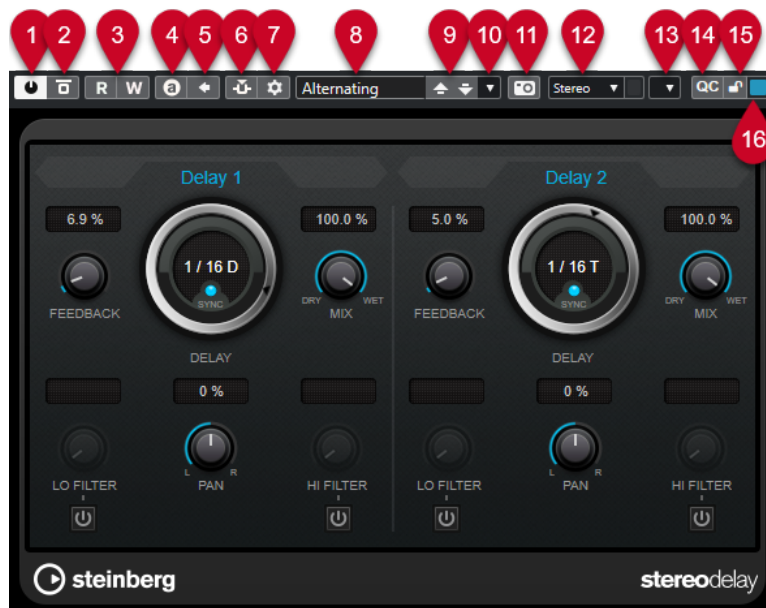 1 2 3 4 5 6 7 8 9 10 11 12 13 14 15
R W a Alternating Stereo QC
16
Delay 1 Delay 2
6.9 % 100.0 % 5.0 % 100.0 %
1 / 16 D 1 / 16 T
SYNC SYNC
DRY WET DRY WET
FEEDBACK MIX FEEDBACK MIX
DELAY DELAY
0 % 0 %
L R L R
LO FILTER PAN HI FILTER LO FILTER PAN HI FILTER
steinberg stereodelay